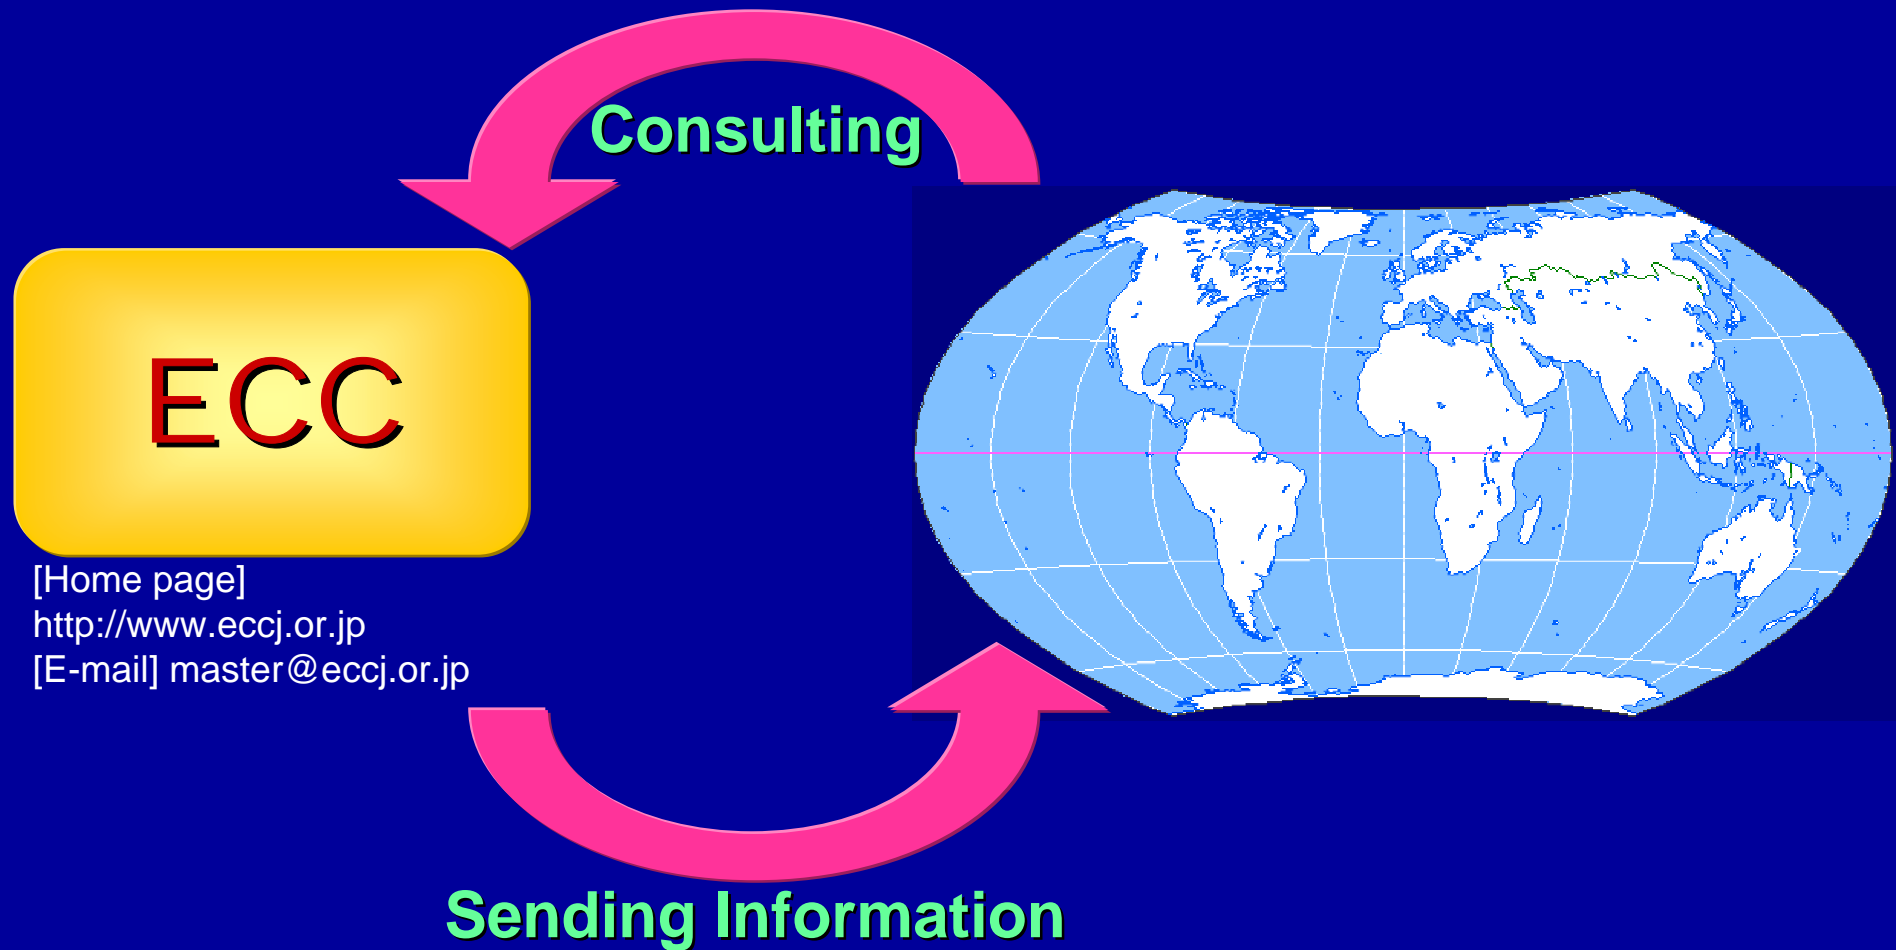 Consulting
ECC
[Home page]
http://www.eccj.or.jp
[E-mail] master@eccj.or.jp
Sending Information